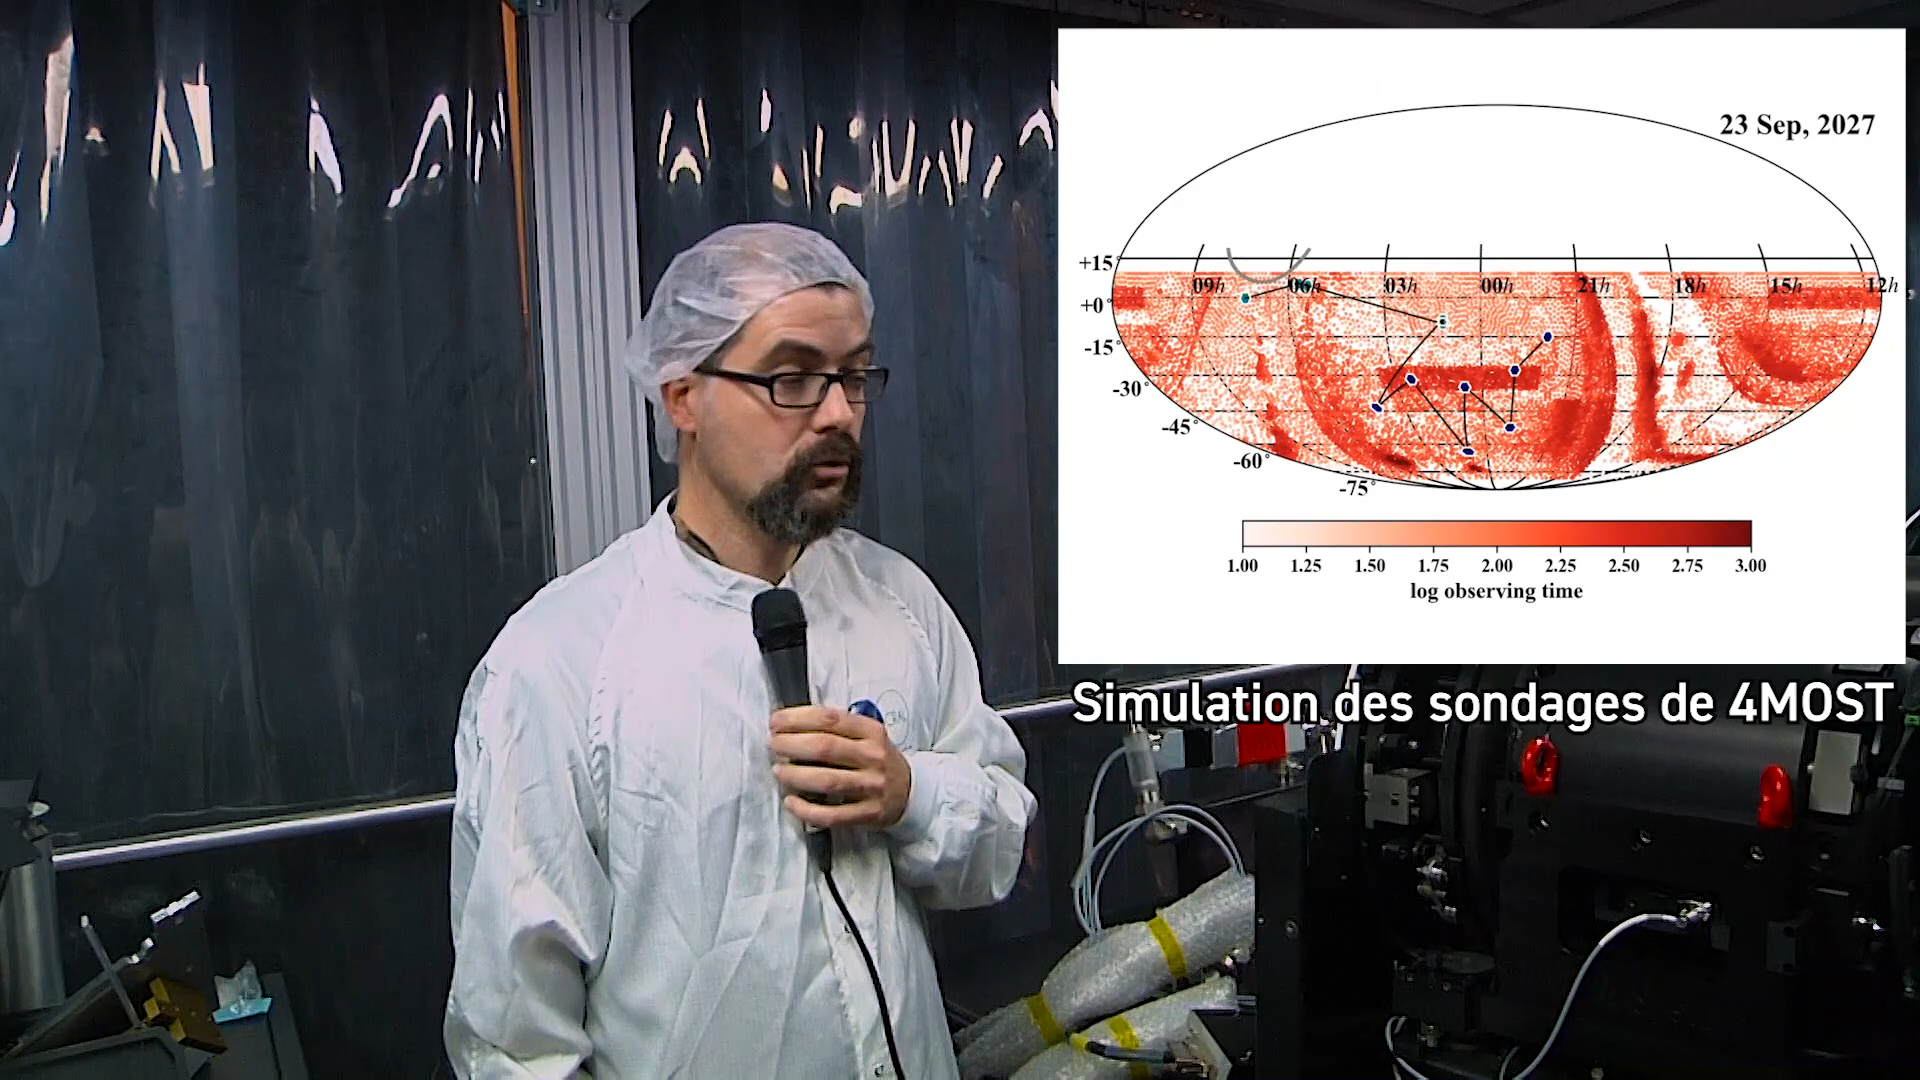 23 Sep, 2027
+15°
09h 06h 03h 00h 21h 18h 15h 12h
+0°
-15°
-30°
-45°
-60°
-75°
1.00 1.25 1.50 1.75 2.00 2.25 2.50 2.75 3.00
log observing time
Simulation des sondages de 4MOST